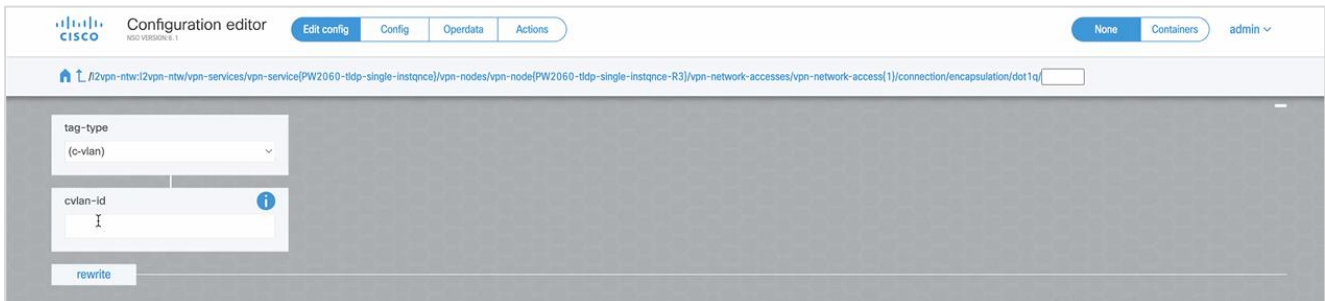 CISCO
Configuration editor
NSO VERSION: 6.1
Edit config Config Operdata Actions
None Containers admin
/l2vpn-ntw:l2vpn-ntw/vpn-services/vpn-service{PW2060-tldp-single-instqnce}/vpn-nodes/vpn-node{PW2060-tldp-single-instqnce-R3}/vpn-network-accesses/vpn-network-access{1}/connection/encapsulation/dot1q/
tag-type
(c-vlan)
cvlan-id
i
rewrite